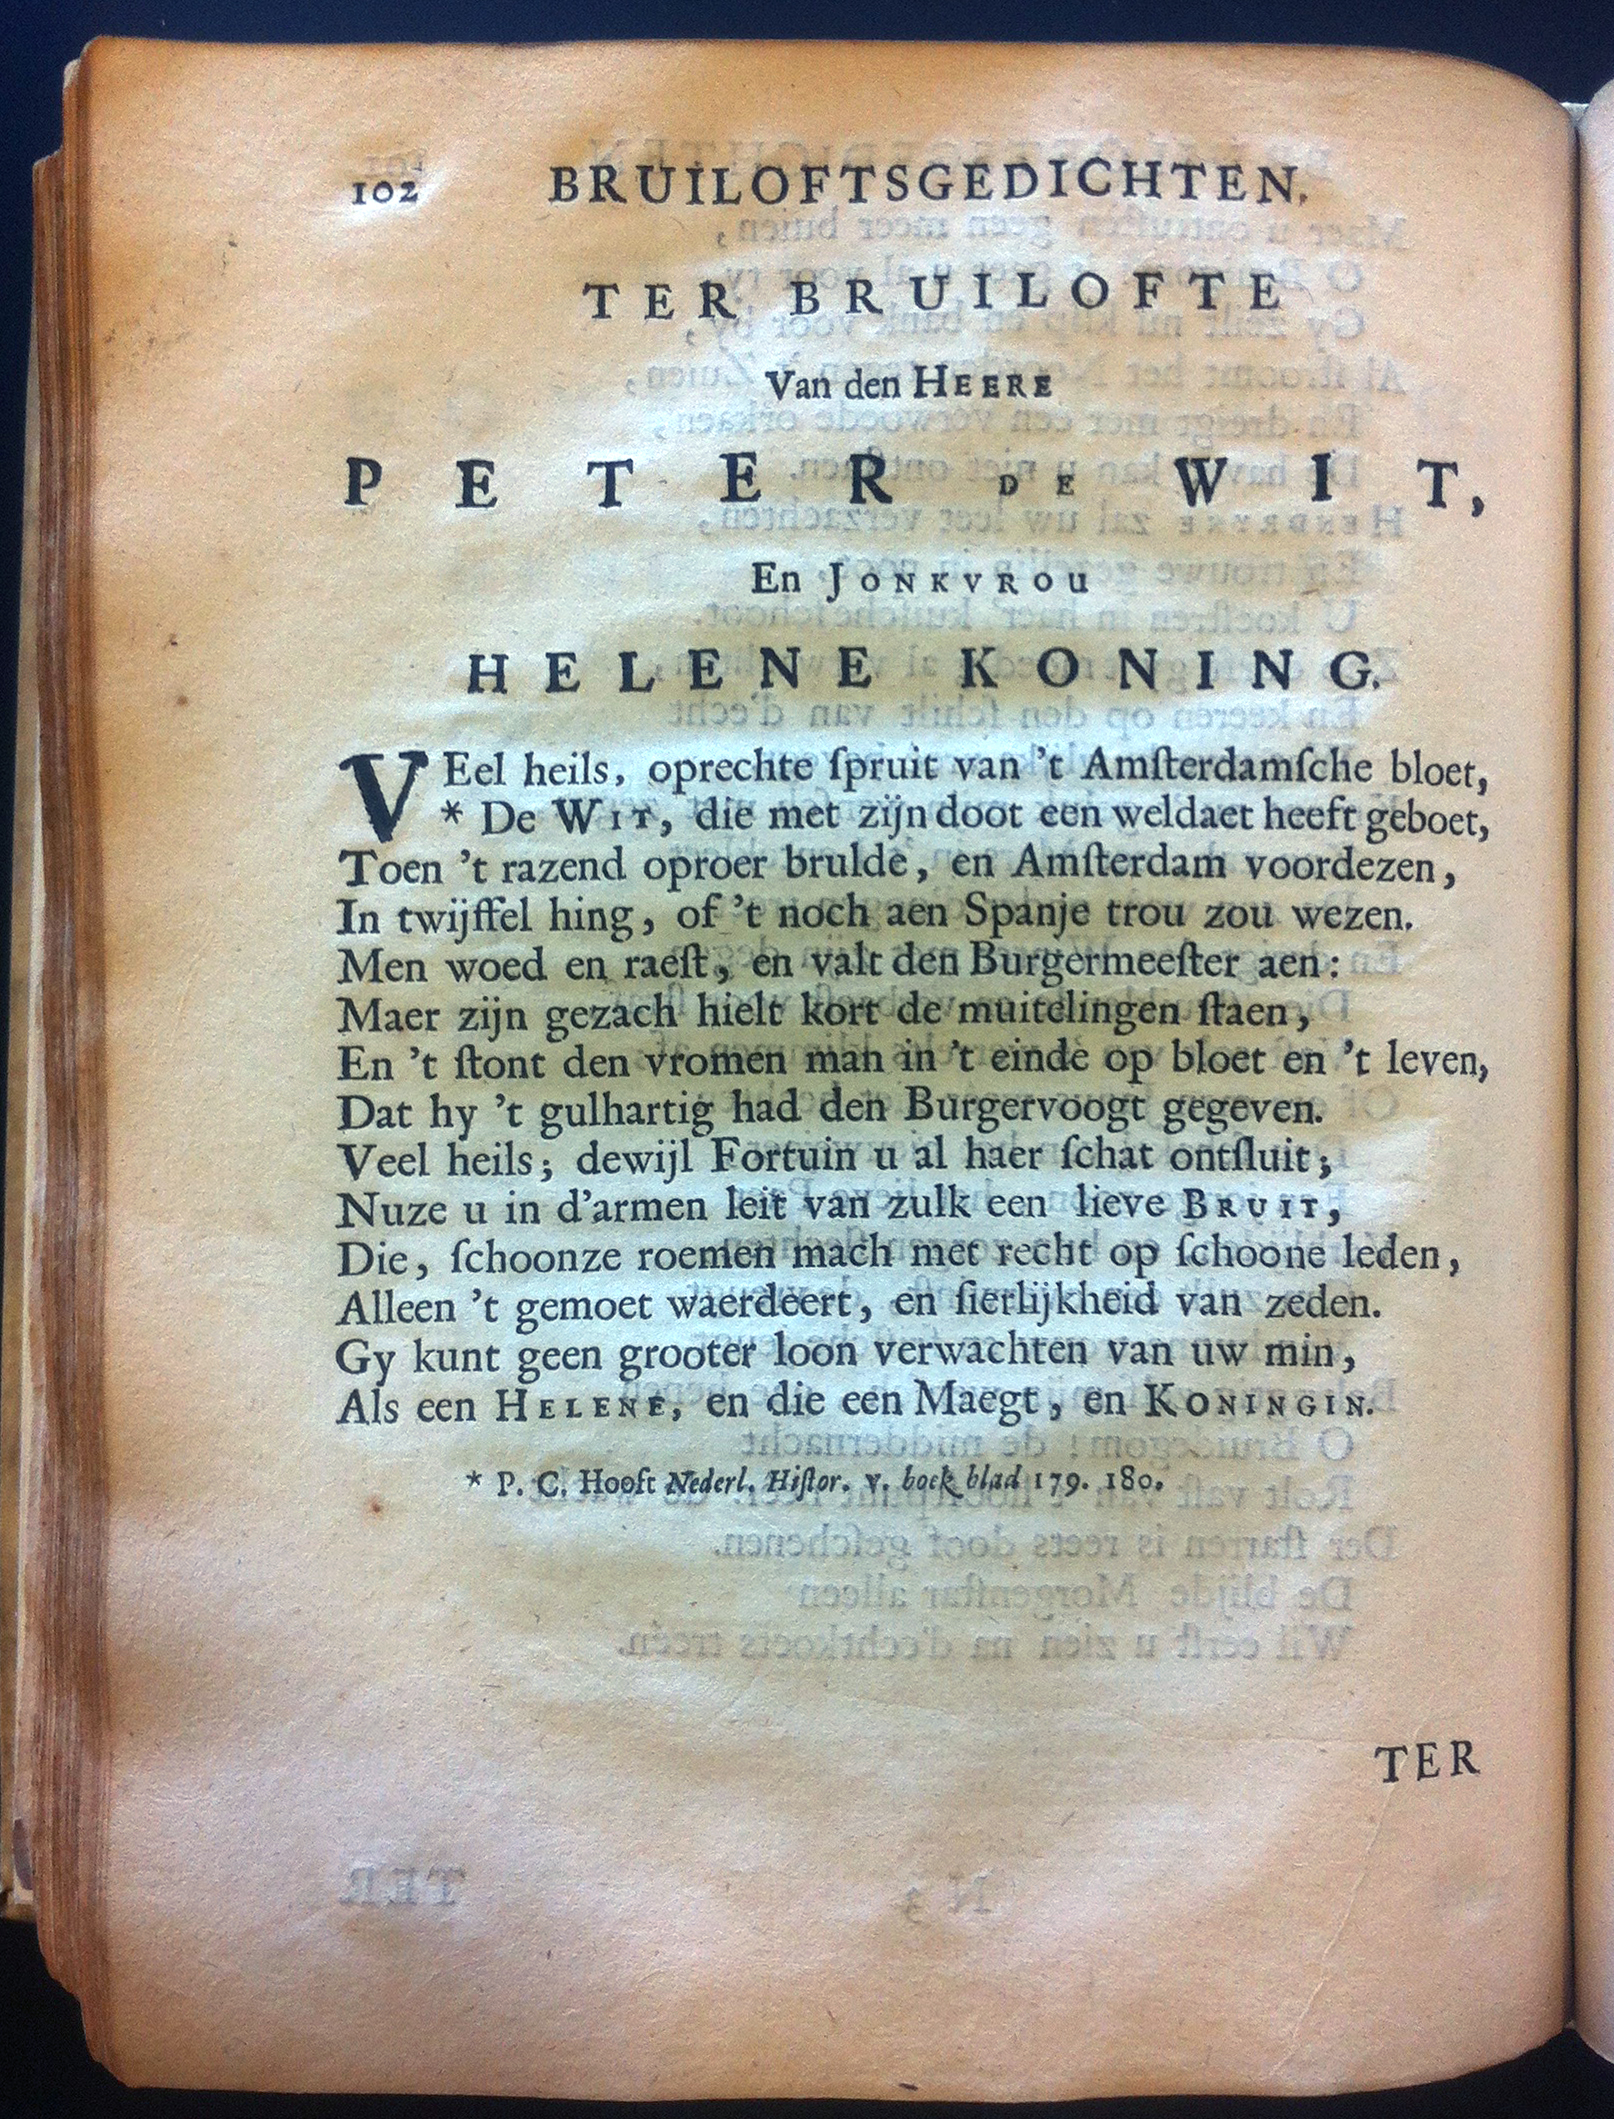 102 BRUILOFTSGEDICHTEN.
TER BRUILOFTE
Van den HEERE
PETER DE WIT,
En JONKVROU
HELENE KONING.
VEel heils, oprechte ſpruit van 't Amſterdamſche bloet,
* De WIT, die met zijn doot een weldaet heeft geboet,
Toen 't razend oproer brulde, en Amſterdam voordezen,
In twijffel hing, of 't noch aen Spanje trou zou wezen.
Men woed en raeſt, en valt den Burgermeeſter aen:
Maer zijn gezach hielt kort de muitelingen ſtaen,
En 't ſtont den vromen man in 't einde op bloet en 't leven,
Dat hy 't gulhartig had den Burgervoogt gegeven.
Veel heils; dewijl Fortuin u al haer ſchat ontſluit;
Nuze u in d'armen leit van zulk een lieve BRUIT,
Die, ſchoonze roemen mach met recht op ſchoone leden,
Alleen 't gemoet waerdeert, en ſierlijkheid van zeden.
Gy kunt geen grooter loon verwachten van uw min,
Als een HELENE, en die een Maegt, en KONINGIN.
* P. C. Hooft Nederl. Hiſtor. v. boek blad 179. 180.
TER